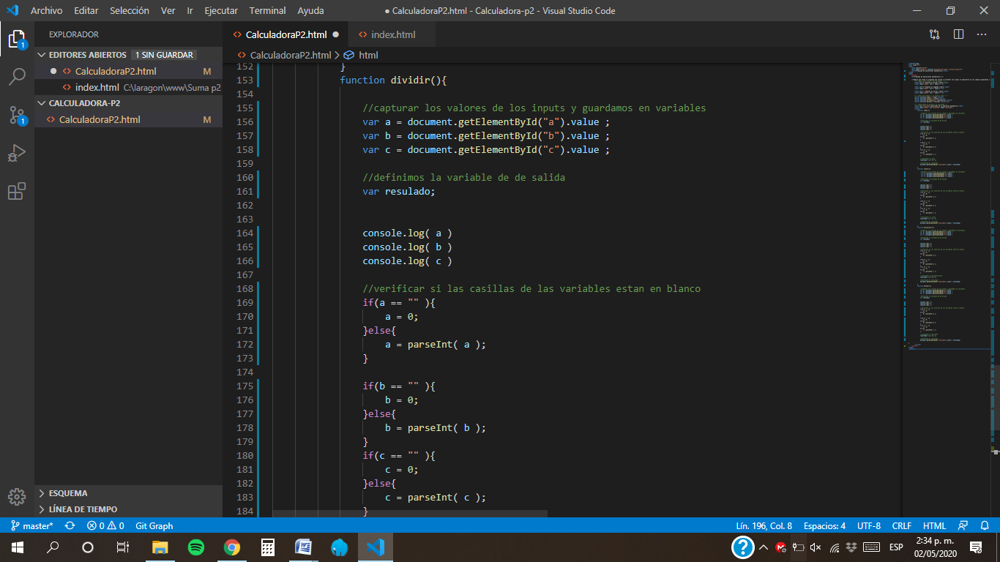 Archivo Editar Selección Ver Ir Ejecutar Terminal Ayuda ● CalculadoraP2.html - Calculadora-p2 - Visual Studio Code
EXPLORADOR
EDITORES ABIERTOS 1 SIN GUARDAR
CalculadoraP2.html M
index.html C:\laragon\www\Suma p2
CALCULADORA-P2
CalculadoraP2.html M
ESQUEMA
LÍNEA DE TIEMPO
CalculadoraP2.html ● index.html
CalculadoraP2.html > html
152 }
153 function dividir(){
154
155 //capturar los valores de los inputs y guardamos en variables
156 var a = document.getElementById("a").value ;
157 var b = document.getElementById("b").value ;
158 var c = document.getElementById("c").value ;
159
160 //definimos la variable de de salida
161 var resulado;
162
163
164 console.log( a )
165 console.log( b )
166 console.log( c )
167
168 //verificar si las casillas de las variables estan en blanco
169 if(a == "" ){
170 a = 0;
171 }else{
172 a = parseInt( a );
173 }
174
175 if(b == "" ){
176 b = 0;
177 }else{
178 b = parseInt( b );
179 }
180 if(c == "" ){
181 c = 0;
182 }else{
183 c = parseInt( c );
184 }
master* 0 0 Git Graph Lín. 196, Col. 8 Espacios: 4 UTF-8 CRLF HTML
ESP 2:34 p. m.
02/05/2020